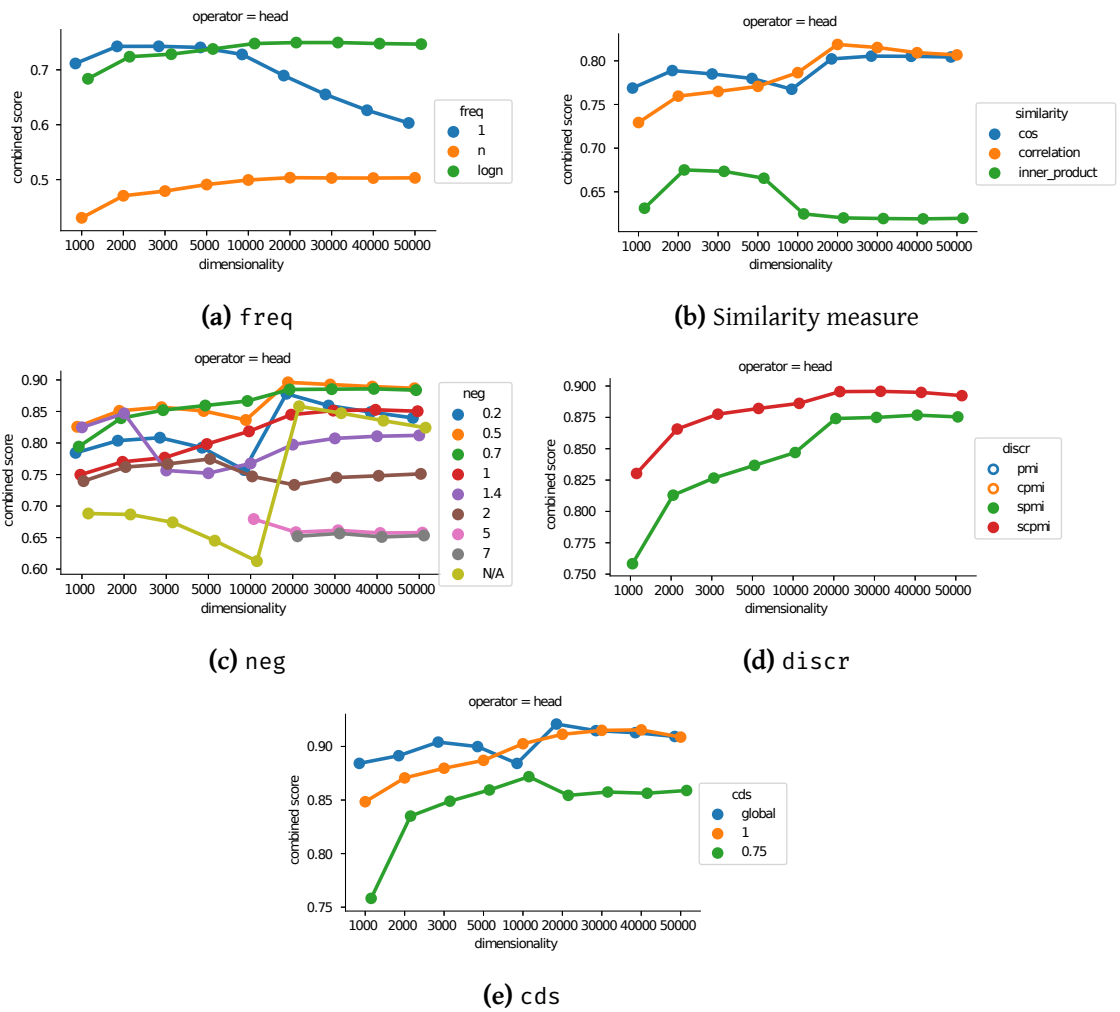 operator = head
combined score
0.7
0.6
0.5
1000 2000 3000 5000 10000 20000 30000 40000 50000
dimensionality
freq
1
n
logn
(a) freq
operator = head
combined score
0.80
0.75
0.70
0.65
1000 2000 3000 5000 10000 20000 30000 40000 50000
dimensionality
similarity
cos
correlation
inner_product
(b) Similarity measure
operator = head
combined score
0.90
0.85
0.80
0.75
0.70
0.65
0.60
1000 2000 3000 5000 10000 20000 30000 40000 50000
dimensionality
neg
0.2
0.5
0.7
1
1.4
2
5
7
N/A
(c) neg
operator = head
combined score
0.900
0.875
0.850
0.825
0.800
0.775
0.750
1000 2000 3000 5000 10000 20000 30000 40000 50000
dimensionality
discr
pmi
cpmi
spmi
scpmi
(d) discr
operator = head
combined score
0.90
0.85
0.80
0.75
1000 2000 3000 5000 10000 20000 30000 40000 50000
dimensionality
cds
global
1
0.75
(e) cds